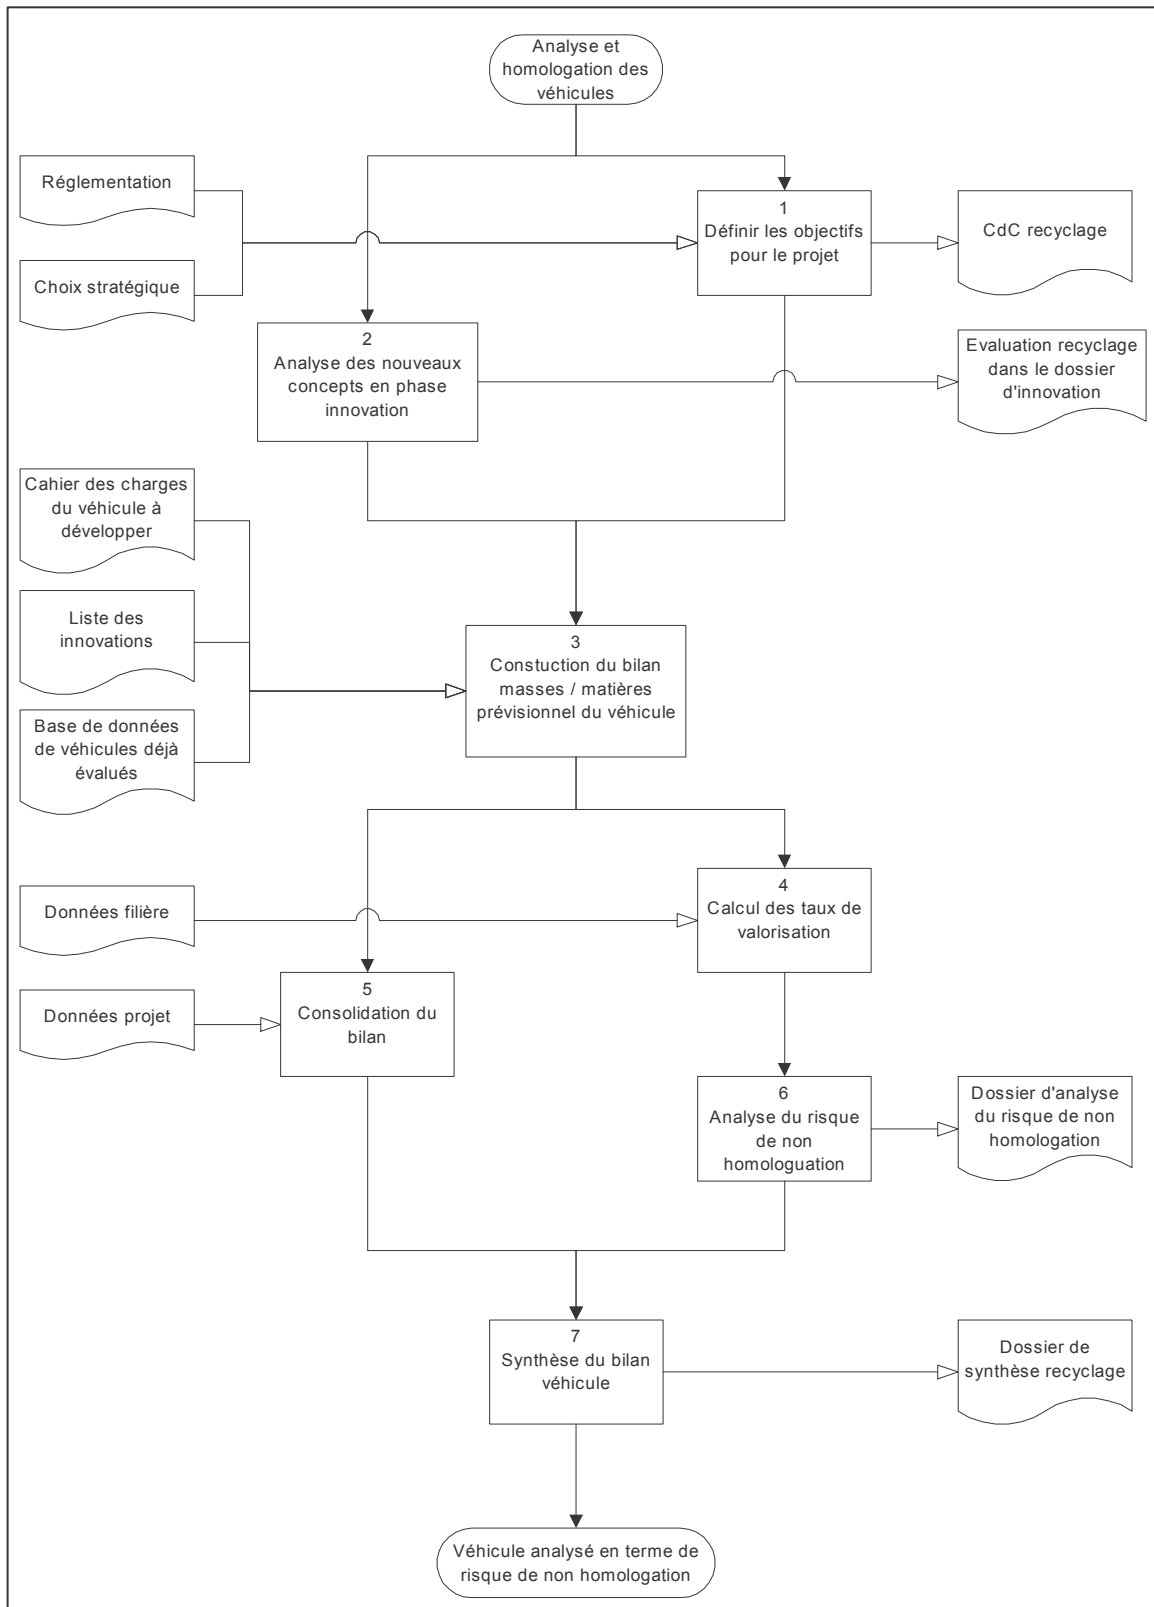 Analyse et
homologation des
véhicules
Réglementation
Choix stratégique
1
Définir les objectifs
pour le projet
CdC recyclage
2
Analyse des nouveaux
concepts en phase
innovation
Evaluation recyclage
dans le dossier
d'innovation
Cahier des charges
du véhicule à
développer
Liste des
innovations
Base de données
de véhicules déjà
évalués
3
Constuction du bilan
masses / matières
prévisionnel du véhicule
Données filière
4
Calcul des taux de
valorisation
Données projet
5
Consolidation du
bilan
6
Analyse du risque
de non
homologuation
Dossier d'analyse
du risque de non
homologation
7
Synthèse du bilan
véhicule
Dossier de
synthèse recyclage
Véhicule analysé en terme de
risque de non homologation